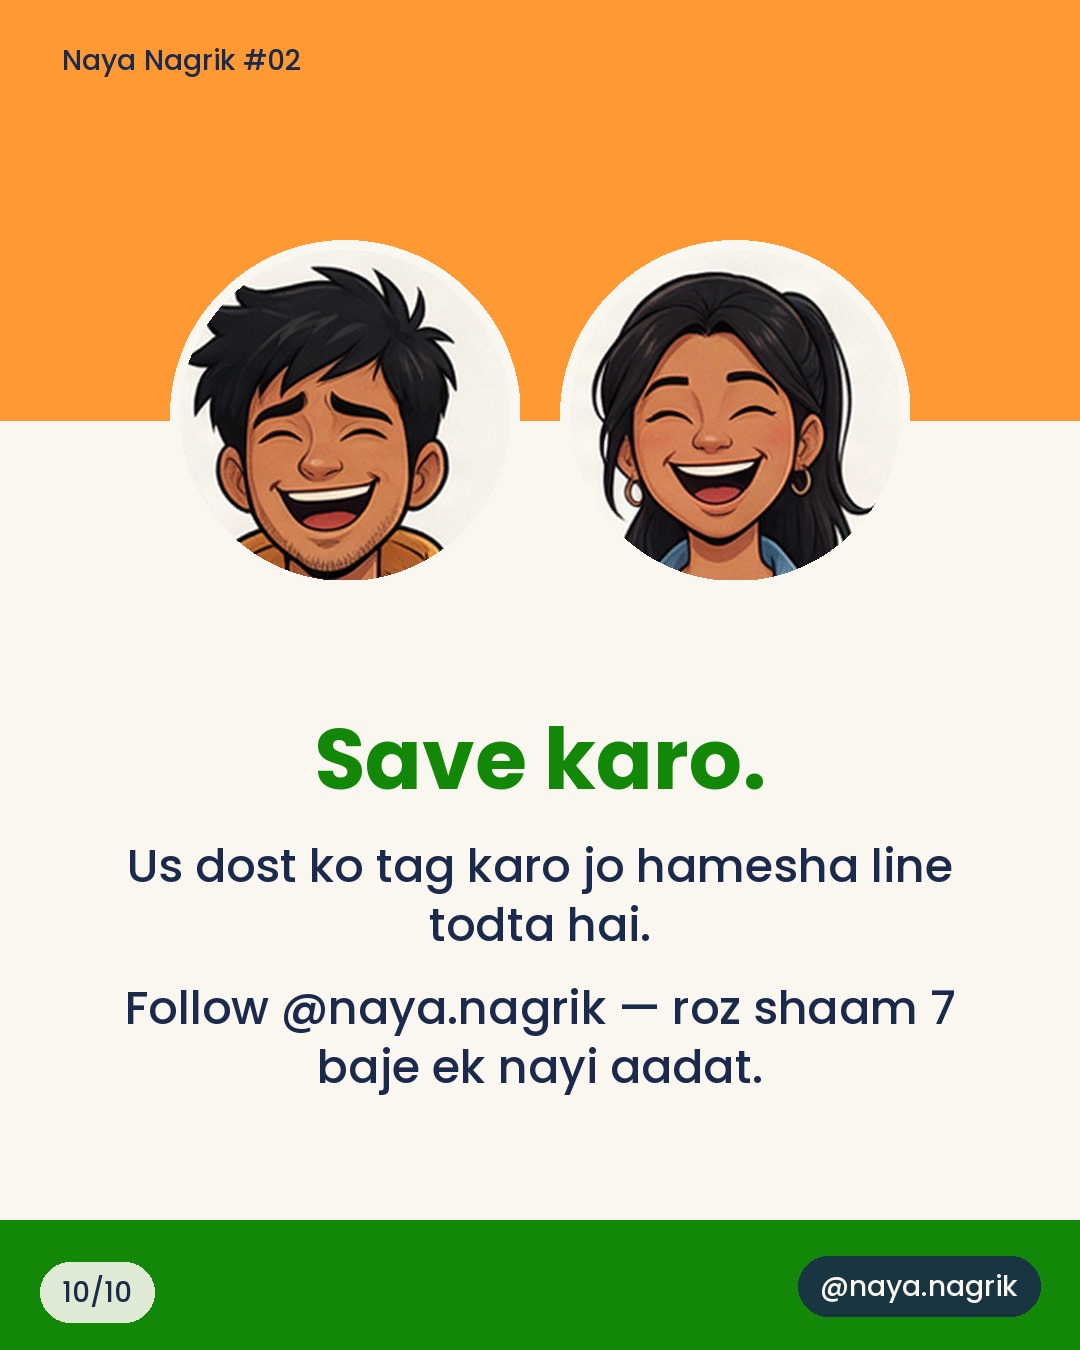 Naya Nagrik #02
Save karo.
Us dost ko tag karo jo hamesha line
todta hai.
Follow @naya.nagrik — roz shaam 7
baje ek nayi aadat.
10/10
@naya.nagrik